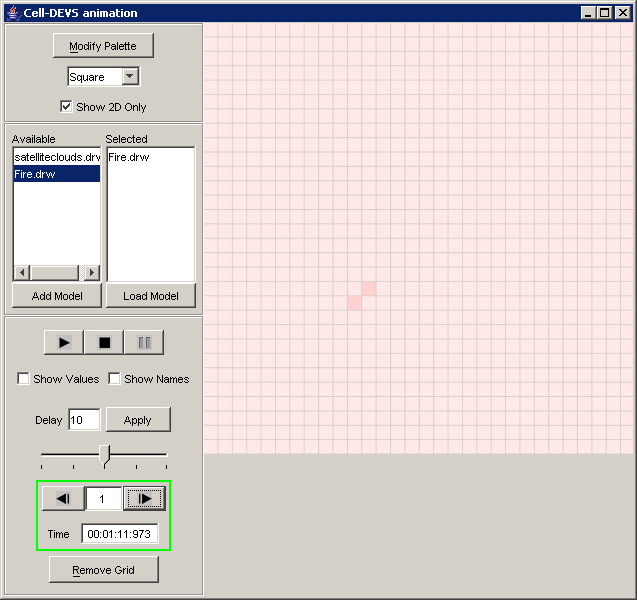 Cell-DEVS animation
Modify Palette
Square
Show 2D Only
Available Selected
satelliteclouds.drw Fire.drw
Fire.drw
Add Model Load Model
Show Values Show Names
Delay 10 Apply
1
Time 00:01:11:973
Remove Grid